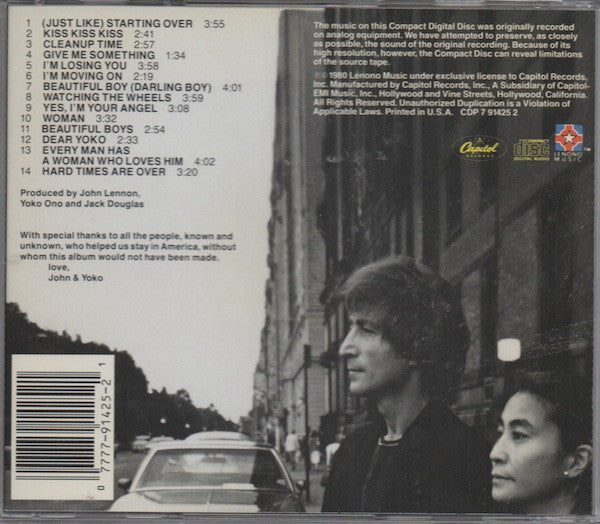 1 (JUST LIKE) STARTING OVER 3:55
2 KISS KISS KISS 2:41
3 CLEANUP TIME 2:57
4 GIVE ME SOMETHING 1:34
5 I'M LOSING YOU 3:58
6 I'M MOVING ON 2:19
7 BEAUTIFUL BOY (DARLING BOY) 4:01
8 WATCHING THE WHEELS 3:59
9 YES, I'M YOUR ANGEL 3:08
10 WOMAN 3:32
11 BEAUTIFUL BOYS 2:54
12 DEAR YOKO 2:33
13 EVERY MAN HAS
A WOMAN WHO LOVES HIM 4:02
14 HARD TIMES ARE OVER 3:20
Produced by John Lennon,
Yoko Ono and Jack Douglas
With special thanks to all the people, known and
unknown, who helped us stay in America, without
whom this album would not have been made.
love,
John & Yoko
The music on this Compact Digital Disc was originally recorded
on analog equipment. We have attempted to preserve, as closely
as possible, the sound of the original recording. Because of its
high resolution, however, the Compact Disc can reveal limitations
of the source tape.
℗ © 1980 Lenono Music under exclusive license to Capitol Records,
Inc. Manufactured by Capitol Records, Inc., A Subsidiary of Capitol-
EMI Music, Inc., Hollywood and Vine Streets, Hollywood, California.
All Rights Reserved. Unauthorized Duplication is a Violation of
Applicable Laws. Printed in U.S.A. CDP 7 91425 2
Capitol
RECORDS
COMPACT
disc
DIGITAL AUDIO
LENONO
MUSIC
TM
0 7777-91425-2 1